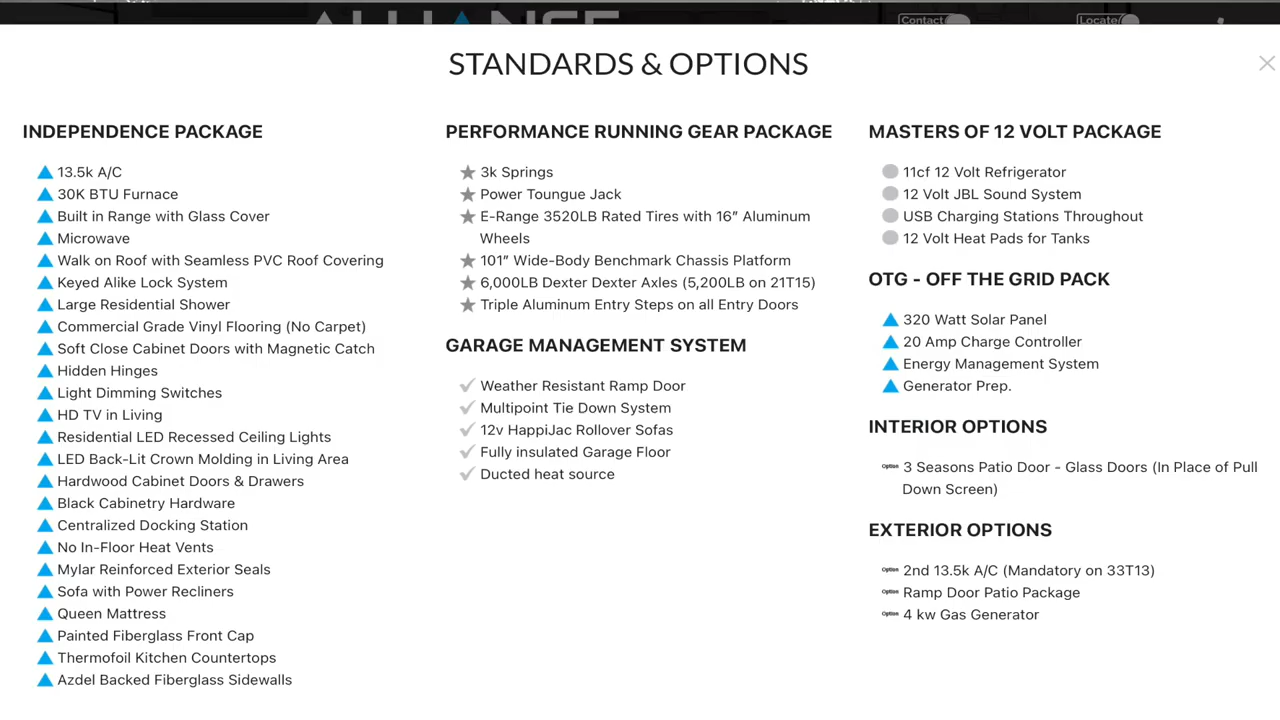 ALLIANCE
Contact
Locate
STANDARDS & OPTIONS
INDEPENDENCE PACKAGE
13.5k A/C
30K BTU Furnace
Built in Range with Glass Cover
Microwave
Walk on Roof with Seamless PVC Roof Covering
Keyed Alike Lock System
Large Residential Shower
Commercial Grade Vinyl Flooring (No Carpet)
Soft Close Cabinet Doors with Magnetic Catch
Hidden Hinges
Light Dimming Switches
HD TV in Living
Residential LED Recessed Ceiling Lights
LED Back-Lit Crown Molding in Living Area
Hardwood Cabinet Doors & Drawers
Black Cabinetry Hardware
Centralized Docking Station
No In-Floor Heat Vents
Mylar Reinforced Exterior Seals
Sofa with Power Recliners
Queen Mattress
Painted Fiberglass Front Cap
Thermofoil Kitchen Countertops
Azdel Backed Fiberglass Sidewalls
PERFORMANCE RUNNING GEAR PACKAGE
3k Springs
Power Toungue Jack
E-Range 3520LB Rated Tires with 16” Aluminum
Wheels
101” Wide-Body Benchmark Chassis Platform
6,000LB Dexter Dexter Axles (5,200LB on 21T15)
Triple Aluminum Entry Steps on all Entry Doors
GARAGE MANAGEMENT SYSTEM
Weather Resistant Ramp Door
Multipoint Tie Down System
12v HappiJac Rollover Sofas
Fully insulated Garage Floor
Ducted heat source
MASTERS OF 12 VOLT PACKAGE
11cf 12 Volt Refrigerator
12 Volt JBL Sound System
USB Charging Stations Throughout
12 Volt Heat Pads for Tanks
OTG - OFF THE GRID PACK
320 Watt Solar Panel
20 Amp Charge Controller
Energy Management System
Generator Prep.
INTERIOR OPTIONS
Option 3 Seasons Patio Door - Glass Doors (In Place of Pull
Down Screen)
EXTERIOR OPTIONS
Option 2nd 13.5k A/C (Mandatory on 33T13)
Option Ramp Door Patio Package
Option 4 kw Gas Generator